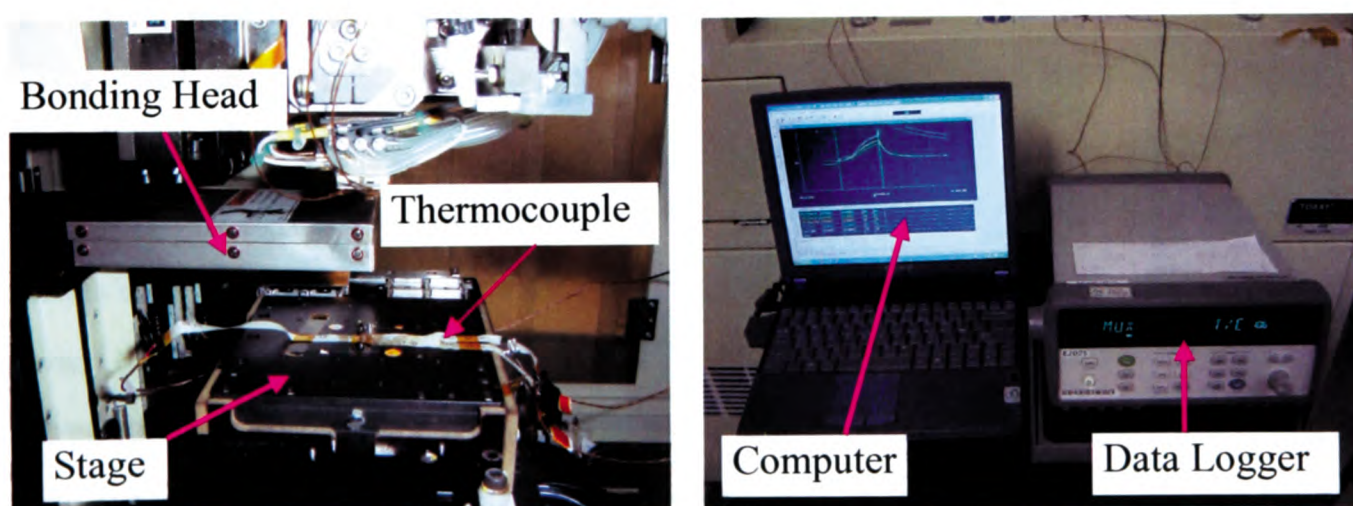 Bonding Head
Thermocouple
Stage
Computer
Data Logger